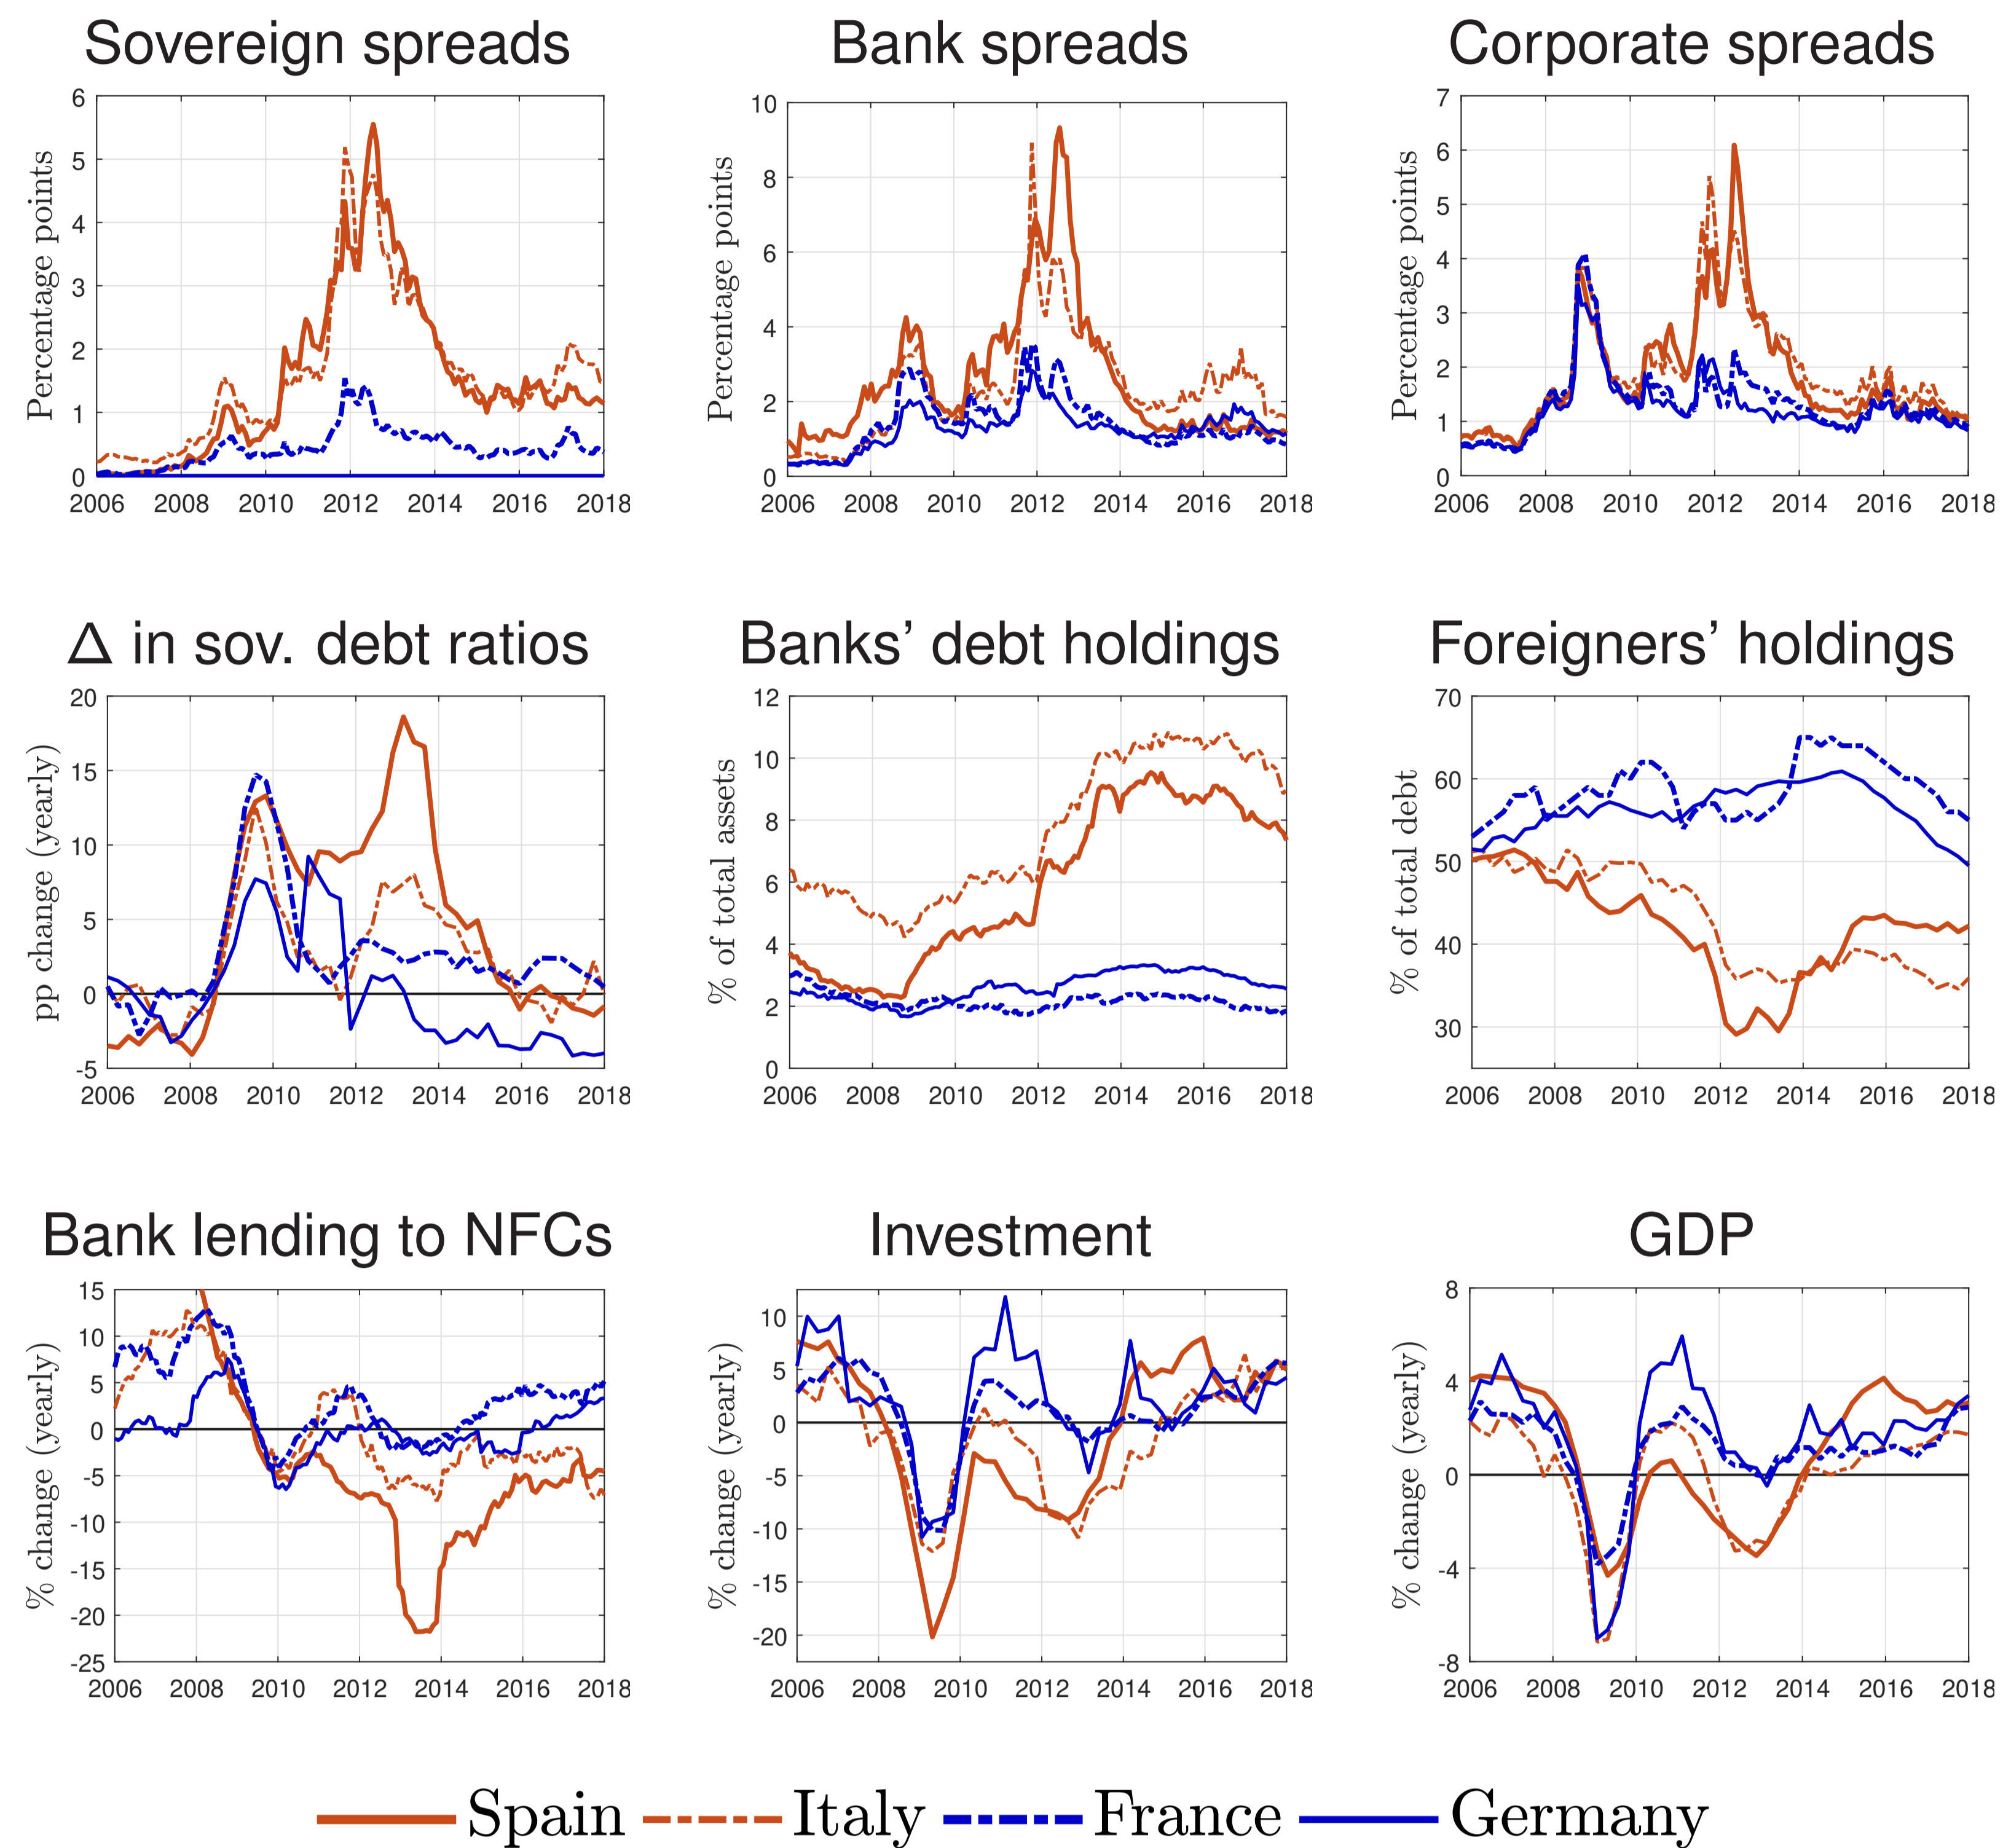 Sovereign spreads
Bank spreads
Corporate spreads
Percentage points
6
5
4
3
2
1
0
2006 2008 2010 2012 2014 2016 2018
Percentage points
10
8
6
4
2
0
2006 2008 2010 2012 2014 2016 2018
Percentage points
7
6
5
4
3
2
1
0
2006 2008 2010 2012 2014 2016 2018
Δ in sov. debt ratios
Banks' debt holdings
Foreigners' holdings
pp change (yearly)
20
15
10
5
0
-5
2006 2008 2010 2012 2014 2016 2018
% of total assets
12
10
8
6
4
2
0
2006 2008 2010 2012 2014 2016 2018
% of total debt
70
60
50
40
30
2006 2008 2010 2012 2014 2016 2018
Bank lending to NFCs
Investment
GDP
% change (yearly)
15
10
5
0
-5
-10
-15
-20
-25
2006 2008 2010 2012 2014 2016 2018
% change (yearly)
10
5
0
-5
-10
-15
-20
2006 2008 2010 2012 2014 2016 2018
% change (yearly)
8
4
0
-4
-8
2006 2008 2010 2012 2014 2016 2018
Spain Italy France Germany